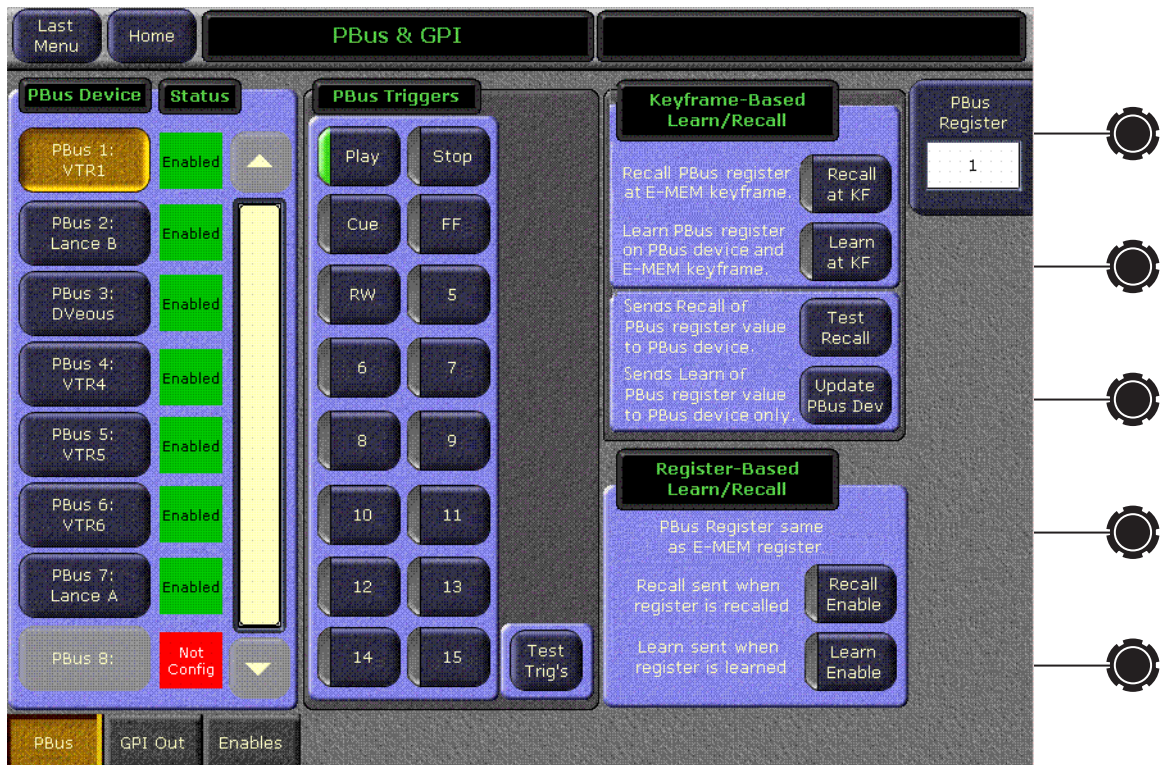 Last
Menu
Home
PBus & GPI
PBus Device
Status
PBus 1:
VTR1
Enabled
PBus 2:
Lance B
Enabled
PBus 3:
DVeous
Enabled
PBus 4:
VTR4
Enabled
PBus 5:
VTR5
Enabled
PBus 6:
VTR6
Enabled
PBus 7:
Lance A
Enabled
PBus 8:
Not
Config
PBus Triggers
Play
Stop
Cue
FF
RW
5
6
7
8
9
10
11
12
13
14
15
Test
Trig's
Keyframe-Based
Learn/Recall
Recall PBus register
at E-MEM keyframe.
Recall
at KF
Learn PBus register
on PBus device and
E-MEM keyframe.
Learn
at KF
Sends Recall of
PBus register value
to PBus device.
Test
Recall
Sends Learn of
PBus register value
to PBus device only.
Update
PBus Dev
Register-Based
Learn/Recall
PBus Register same
as E-MEM register
Recall sent when
register is recalled
Recall
Enable
Learn sent when
register is learned
Learn
Enable
PBus
Register
1
PBus
GPI Out
Enables